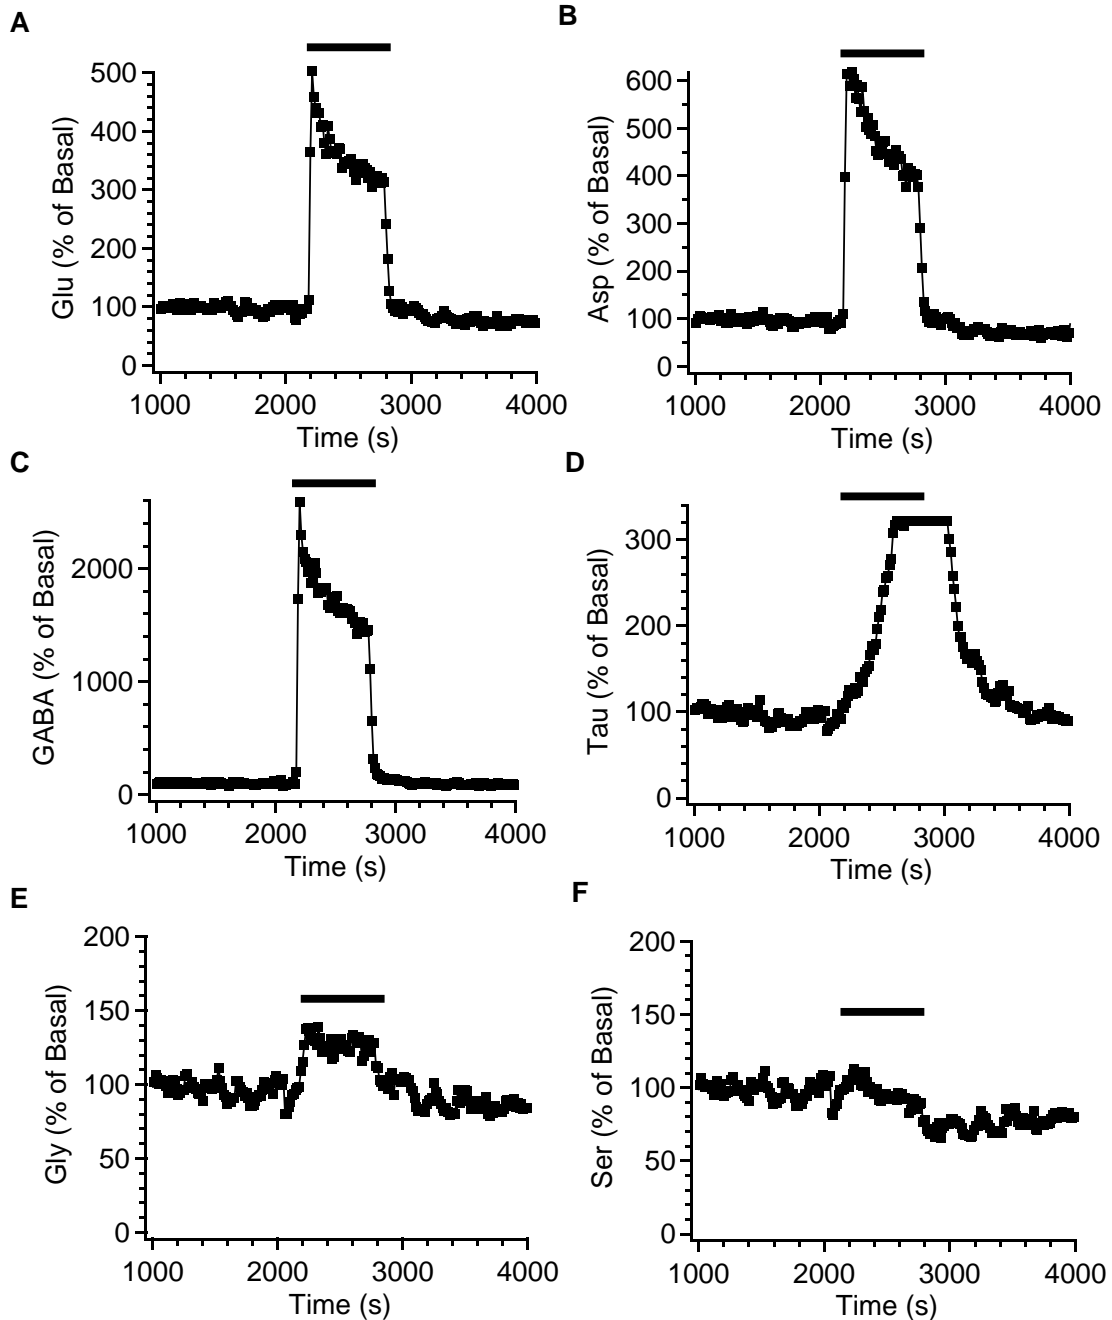 A
Glu (% of Basal)
500
400
300
200
100
0
1000 2000 3000 4000
Time (s)
B
Asp (% of Basal)
600
500
400
300
200
100
0
1000 2000 3000 4000
Time (s)
C
GABA (% of Basal)
2000
1000
0
1000 2000 3000 4000
Time (s)
D
Tau (% of Basal)
300
200
100
0
1000 2000 3000 4000
Time (s)
E
Gly (% of Basal)
200
150
100
50
0
1000 2000 3000 4000
Time (s)
F
Ser (% of Basal)
200
150
100
50
0
1000 2000 3000 4000
Time (s)